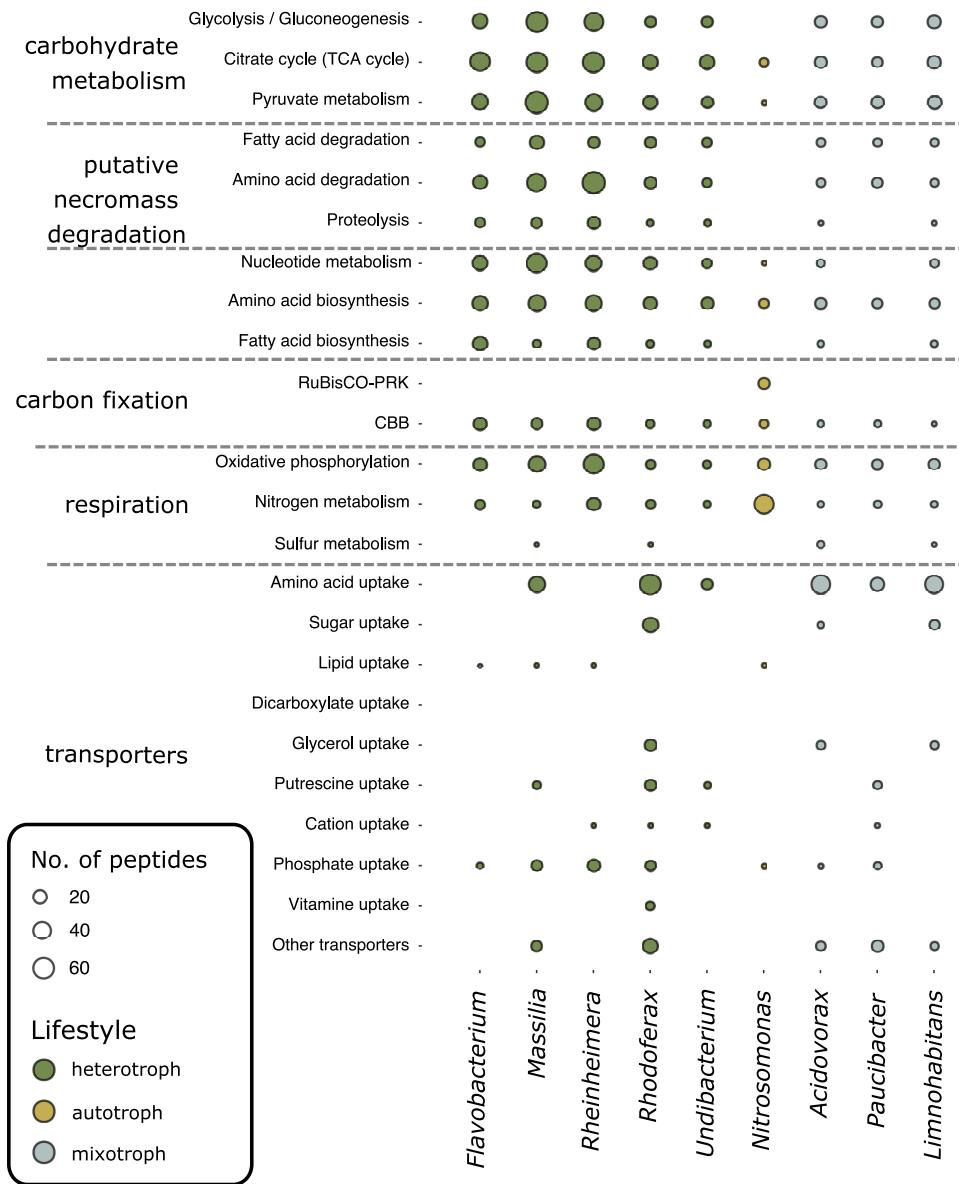 carbohydrate
metabolism
Glycolysis / Gluconeogenesis
Citrate cycle (TCA cycle)
Pyruvate metabolism
putative
necromass
degradation
Fatty acid degradation
Amino acid degradation
Proteolysis
Nucleotide metabolism
Amino acid biosynthesis
Fatty acid biosynthesis
carbon fixation
RuBisCO-PRK
CBB
respiration
Oxidative phosphorylation
Nitrogen metabolism
Sulfur metabolism
transporters
Amino acid uptake
Sugar uptake
Lipid uptake
Dicarboxylate uptake
Glycerol uptake
Putrescine uptake
Cation uptake
Phosphate uptake
Vitamine uptake
Other transporters
No. of peptides
20
40
60
Lifestyle
heterotroph
autotroph
mixotroph
Flavobacterium
Massilia
Rheinheimera
Rhodoferax
Undibacterium
Nitrosomonas
Acidovorax
Paucibacter
Limnohabitans